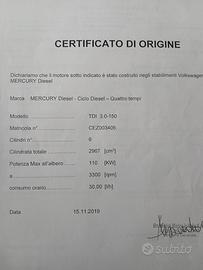 CERTIFICATO DI ORIGINE
Dichiariamo che il motore sotto indicato è stato costruito negli stabilimenti Volkswagen
MERCURY Diesel
Marca MERCURY Diesel - Ciclo Diesel – Quattro tempi
Modello TDI 3.0-150
Matricola n° CEZ003405
Cilindri n° 6
Cilindrata totale 2967 [cm³]
Potenza Max all'albero 110 [KW]
a 3300 [rpm]
consumo orario 30,00 [l/h]
Data 15.11.2019
subito